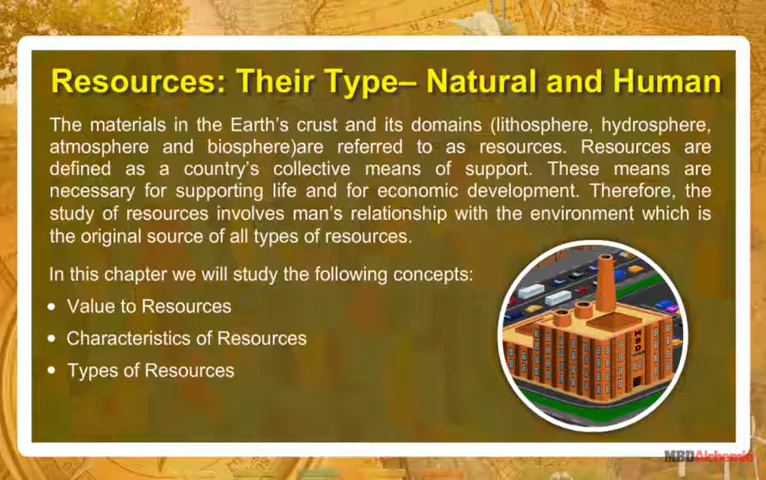 Resources: Their Type– Natural and Human
The materials in the Earth's crust and its domains (lithosphere, hydrosphere,
atmosphere and biosphere)are referred to as resources. Resources are
defined as a country's collective means of support. These means are
necessary for supporting life and for economic development. Therefore, the
study of resources involves man's relationship with the environment which is
the original source of all types of resources.
In this chapter we will study the following concepts:
• Value to Resources
• Characteristics of Resources
• Types of Resources
MBD
MBDAlchemie